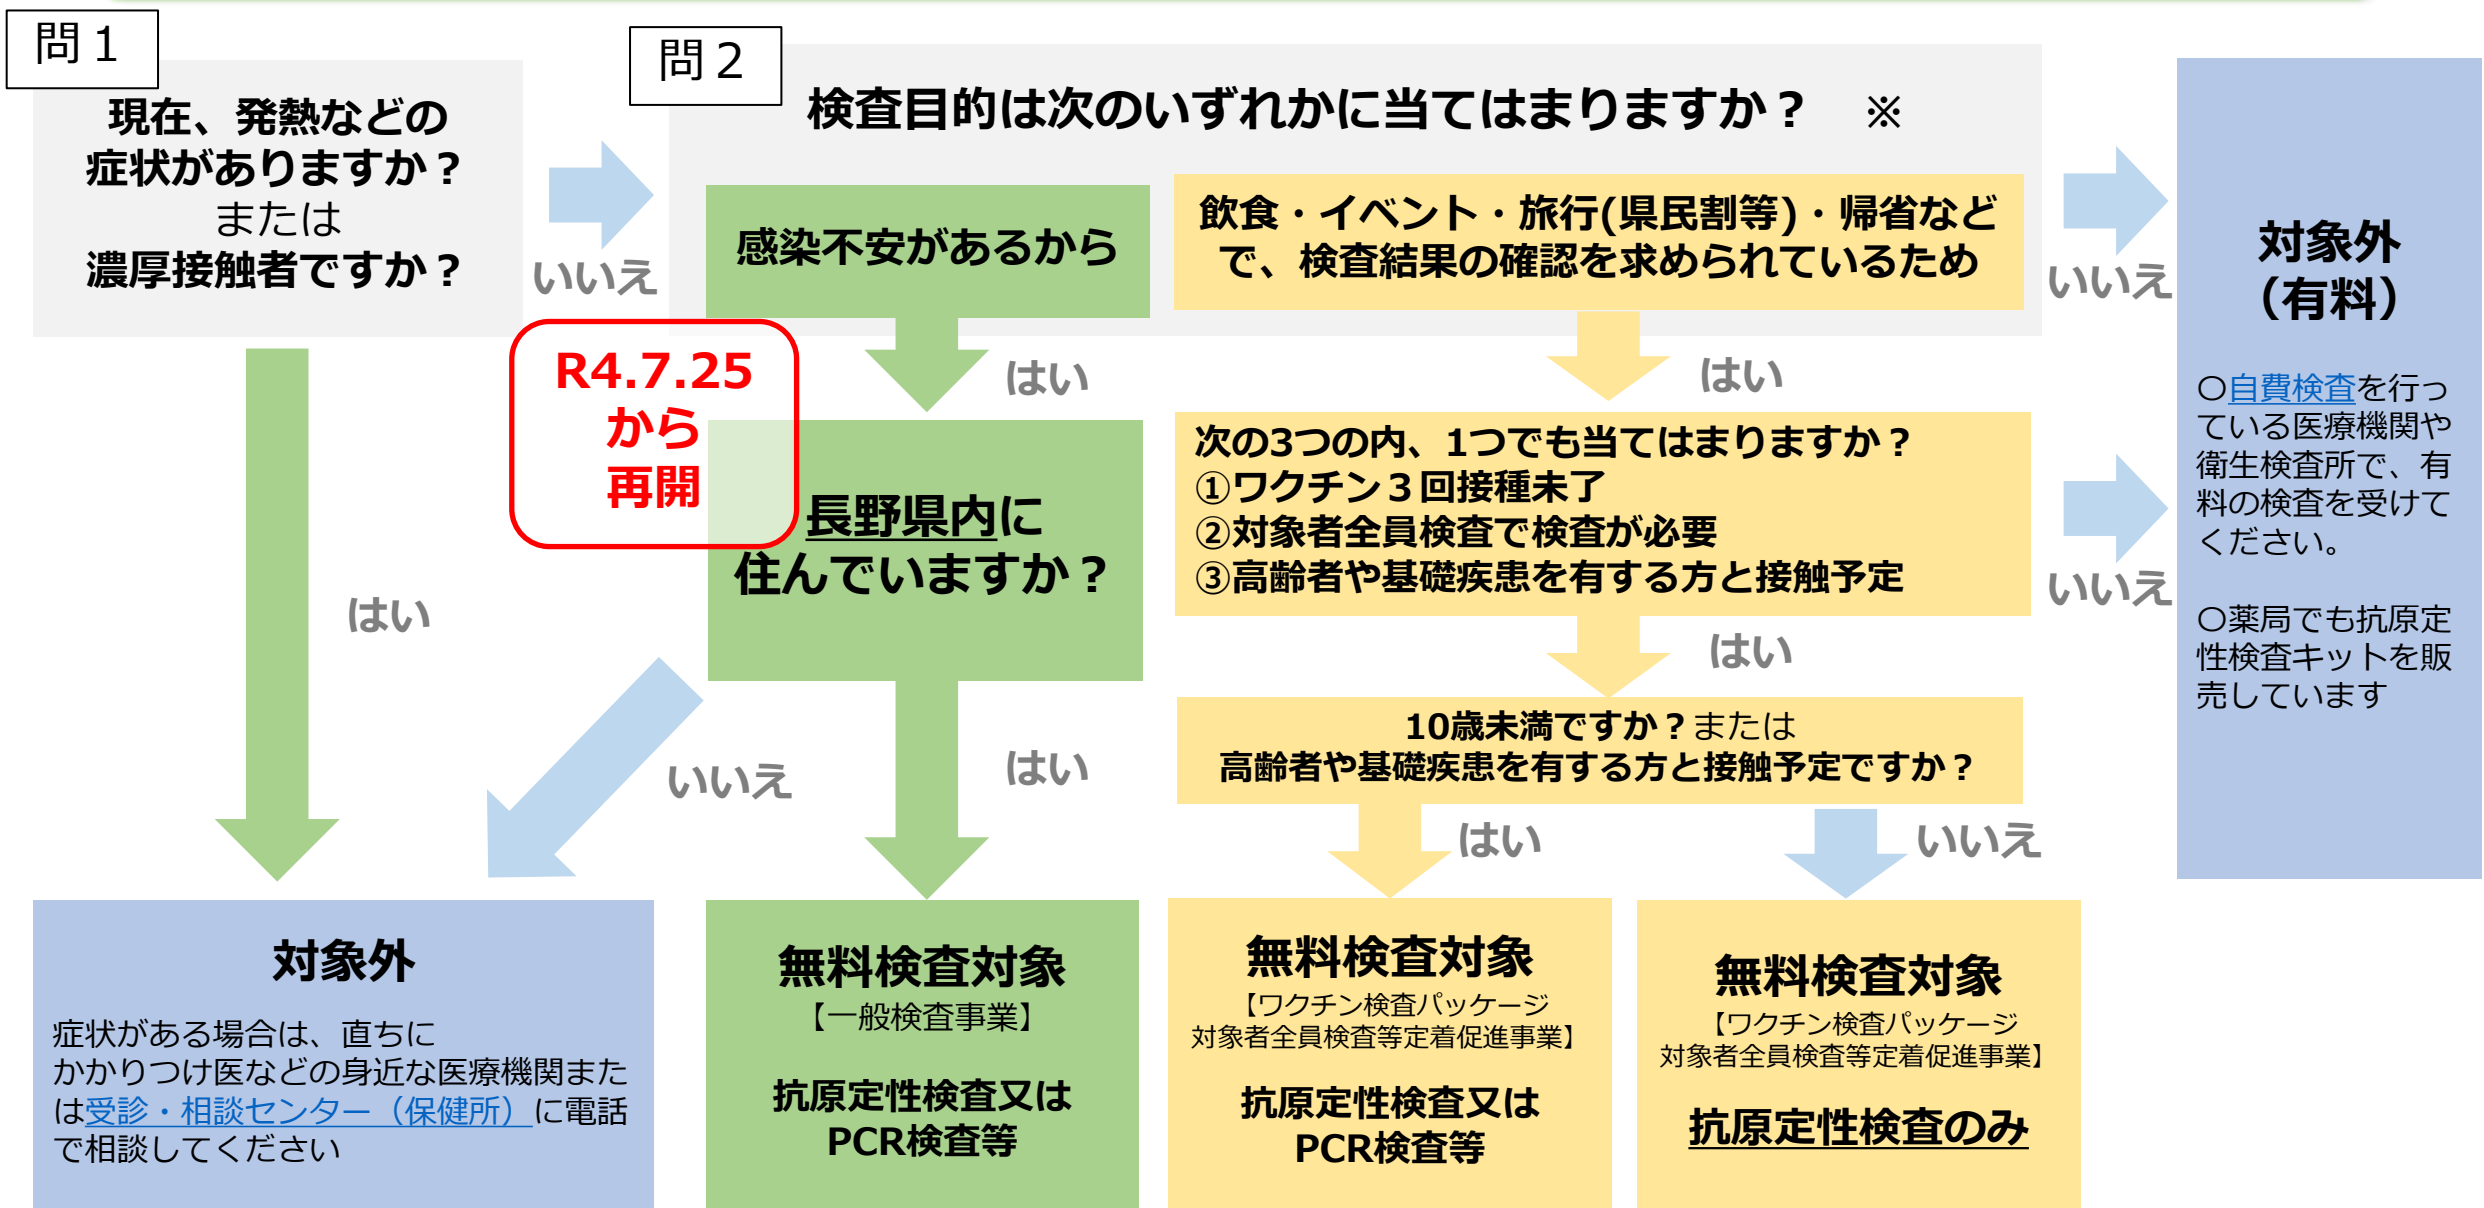 問１
現在、発熱などの
症状がありますか？
または
濃厚接触者ですか？
いいえ
はい
問２
検査目的は次のいずれかに当てはまりますか？　※
感染不安があるから
飲食・イベント・旅行(県民割等)・帰省など
で、検査結果の確認を求められているため
いいえ
はい
はい
R4.7.25
から
再開
長野県内に
住んでいますか？
いいえ
はい
次の3つの内、1つでも当てはまりますか？
①ワクチン３回接種未了
②対象者全員検査で検査が必要
③高齢者や基礎疾患を有する方と接触予定
いいえ
はい
10歳未満ですか？または
高齢者や基礎疾患を有する方と接触予定ですか？
はい
いいえ
対象外
（有料）
〇自費検査を行っ
ている医療機関や
衛生検査所で、有
料の検査を受けて
ください。
〇薬局でも抗原定
性検査キットを販
売しています
対象外
症状がある場合は、直ちに
かかりつけ医などの身近な医療機関また
は受診・相談センター（保健所）に電話
で相談してください
無料検査対象
【一般検査事業】
抗原定性検査又は
PCR検査等
無料検査対象
【ワクチン検査パッケージ
対象者全員検査等定着促進事業】
抗原定性検査又は
PCR検査等
無料検査対象
【ワクチン検査パッケージ
対象者全員検査等定着促進事業】
抗原定性検査のみ